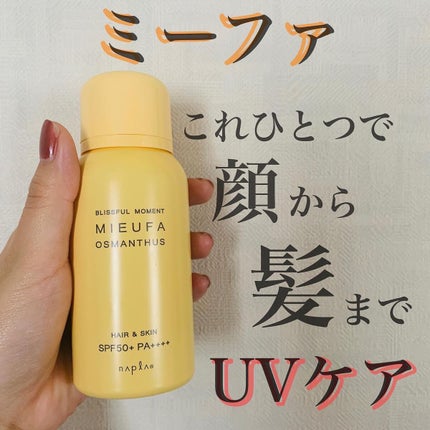 ミーファ
これひとつで
顔から
髪まで
UVケア
BLISSFUL MOMENT
MIEUFA
OSMANTHUS
HAIR & SKIN
SPF50+ PA++++
napla